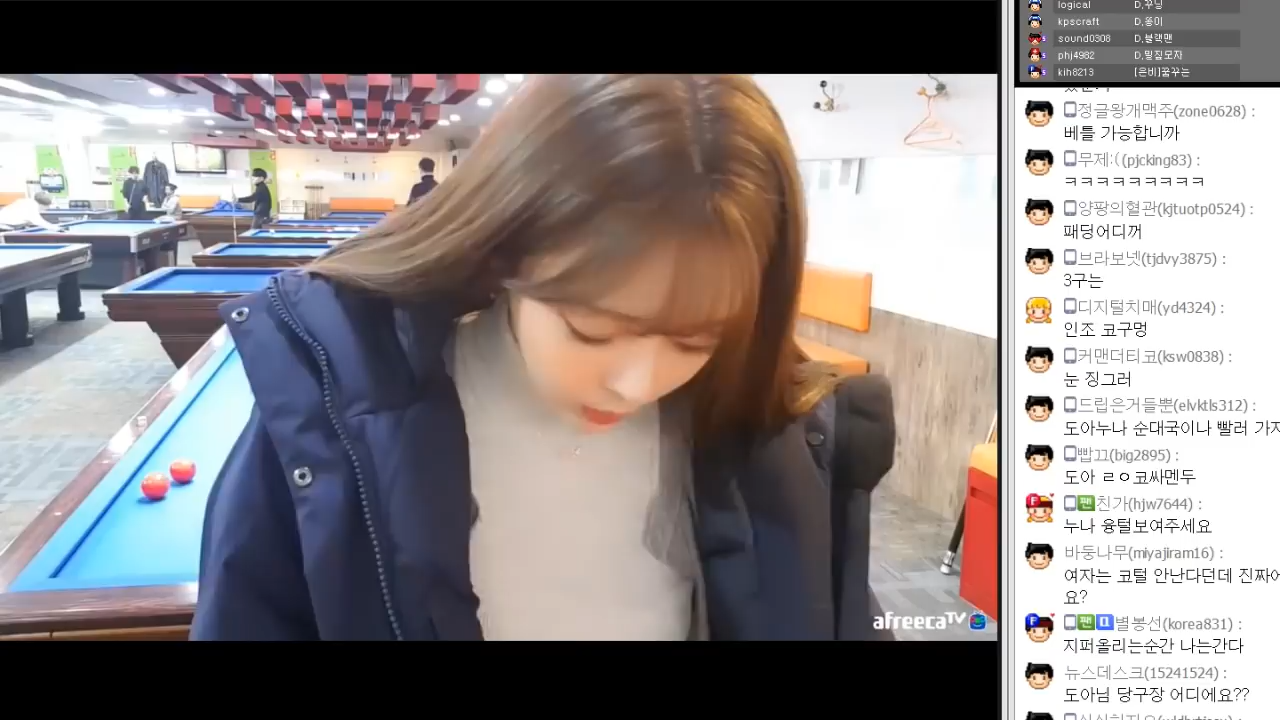 logical D,꾸닝
kpscraft D,뚱이
sound0308 D,블랙맨
phj4982 D,밀짚모자
kih8213 [은비]꿈꾸는
정글왕개맥주(zone0628) :
베틀 가능합니까
무제:((pjcking83) :
ㅋㅋㅋㅋㅋㅋㅋㅋㅋ
양팡의혈관(kjtuotp0524) :
패딩어디꺼
브라보넷(tjdvy3875) :
3구는
디지털치매(yd4324) :
인조 코구멍
커맨더티코(ksw0838) :
눈 징그러
드립은거들뿐(elvktls312) :
도아누나 순대국이나 빨러 가자
빱끄(big2895) :
도아 ㄹㅇ코싸멘두
팬 친가(hjw7644) :
누나 융털보여주세요
바둥나무(miyajiram16) :
여자는 코털 안난다던데 진짜
요?
팬 별봉선(korea831) :
지퍼올리는순간 나는간다
뉴스데스크(15241524) :
도아님 당구장 어디에요??
afreecaTV